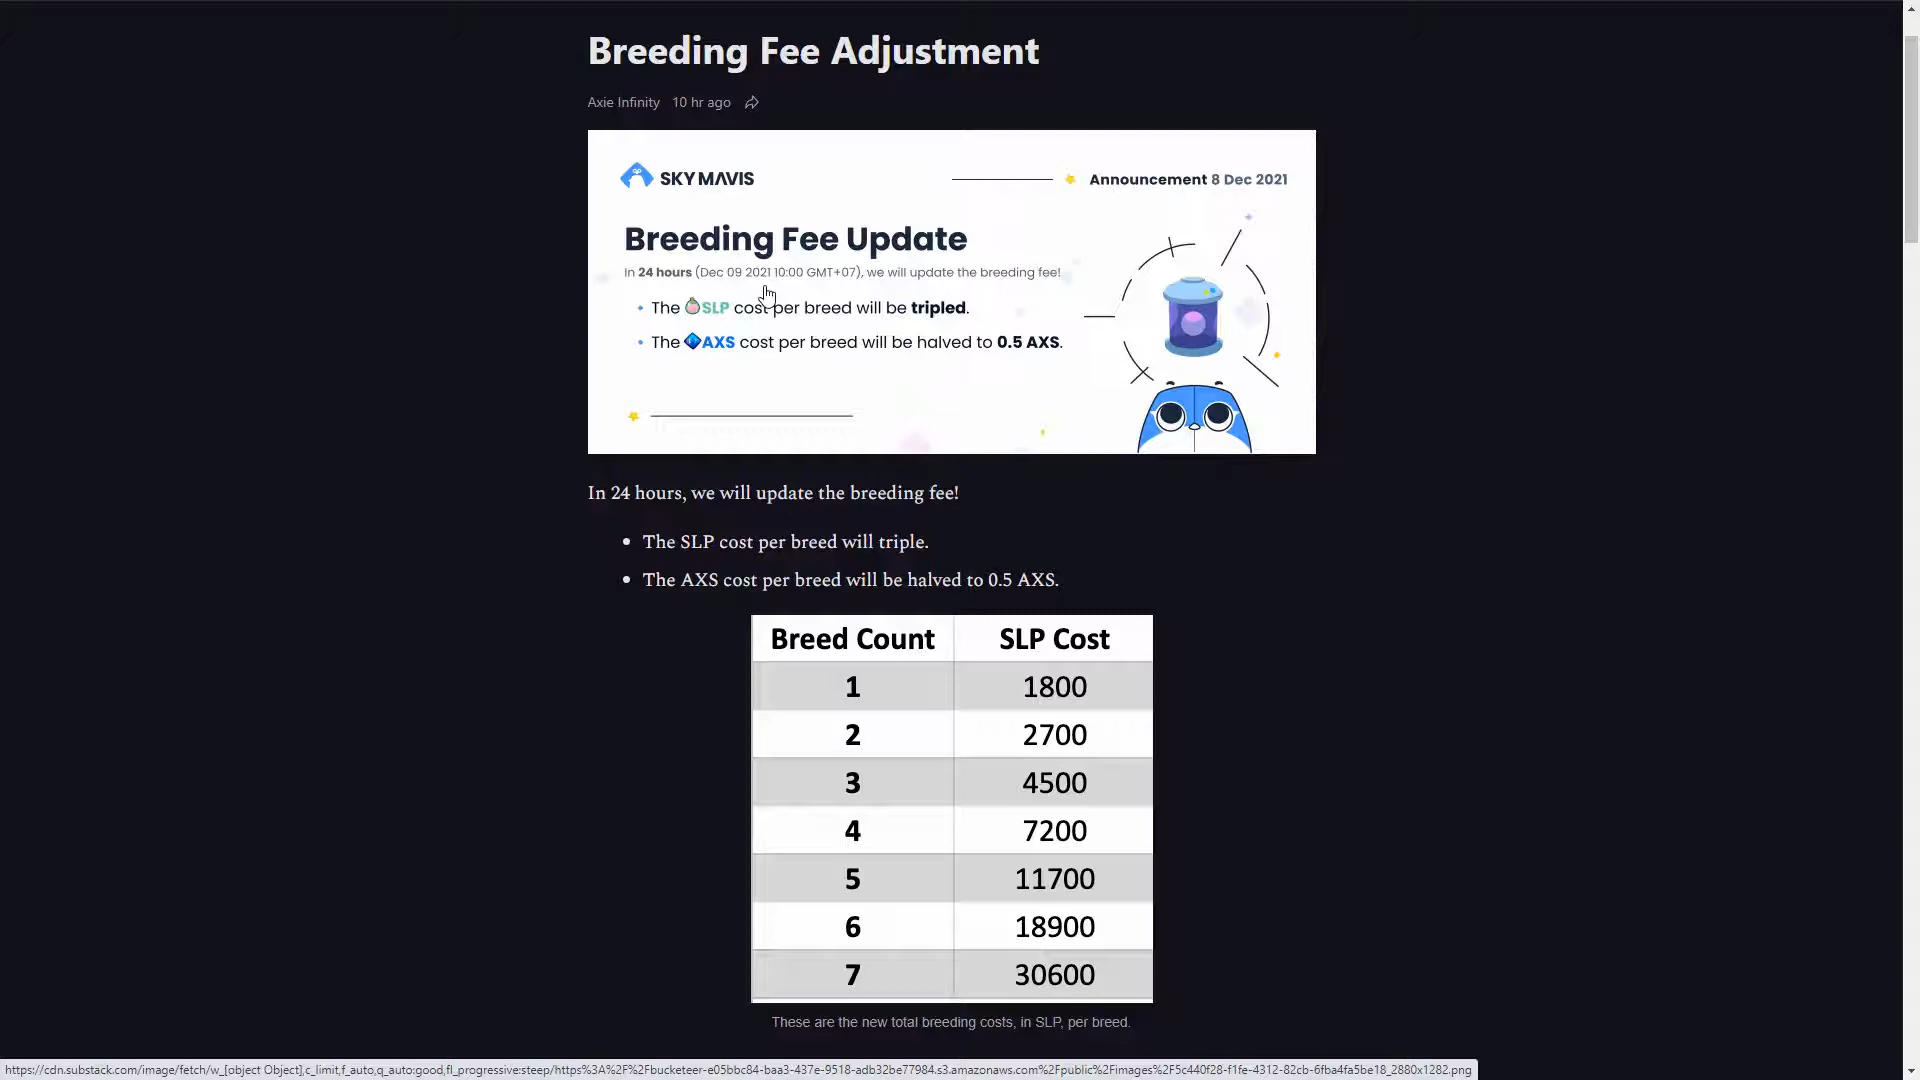 Breeding Fee Adjustment
Axie Infinity 10 hr ago
SKY MAVIS
Announcement 8 Dec 2021
Breeding Fee Update
In 24 hours (Dec 09 2021 10:00 GMT+07), we will update the breeding fee!
• The SLP cost per breed will be tripled.
• The AXS cost per breed will be halved to 0.5 AXS.
In 24 hours, we will update the breeding fee!
• The SLP cost per breed will triple.
• The AXS cost per breed will be halved to 0.5 AXS.
Breed Count SLP Cost
1 1800
2 2700
3 4500
4 7200
5 11700
6 18900
7 30600
These are the new total breeding costs, in SLP, per breed.
https://cdn.substack.com/image/fetch/w_[object Object],c_limit,f_auto,q_auto:good,fl_progressive:steep/https%3A%2F%2Fbucketeer-e05bbc84-baa3-437e-9518-adb32be77984.s3.amazonaws.com%2Fpublic%2Fimages%2F5c440f28-f1fe-4312-82cb-6fba4fa5be18_2880x1282.png